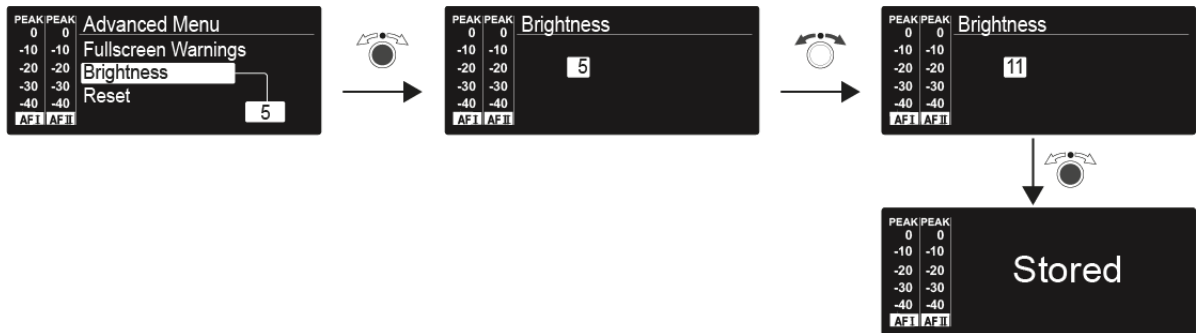 PEAK PEAK Advanced Menu
0 0
-10 -10 Fullscreen Warnings
-20 -20 Brightness
-30 -30 Reset
-40 -40
AF I AF II 5
PEAK PEAK Brightness
0 0
-10 -10
-20 -20 5
-30 -30
-40 -40
AF I AF II
PEAK PEAK Brightness
0 0
-10 -10
-20 -20 11
-30 -30
-40 -40
AF I AF II
PEAK PEAK
0 0
-10 -10
-20 -20 Stored
-30 -30
-40 -40
AF I AF II